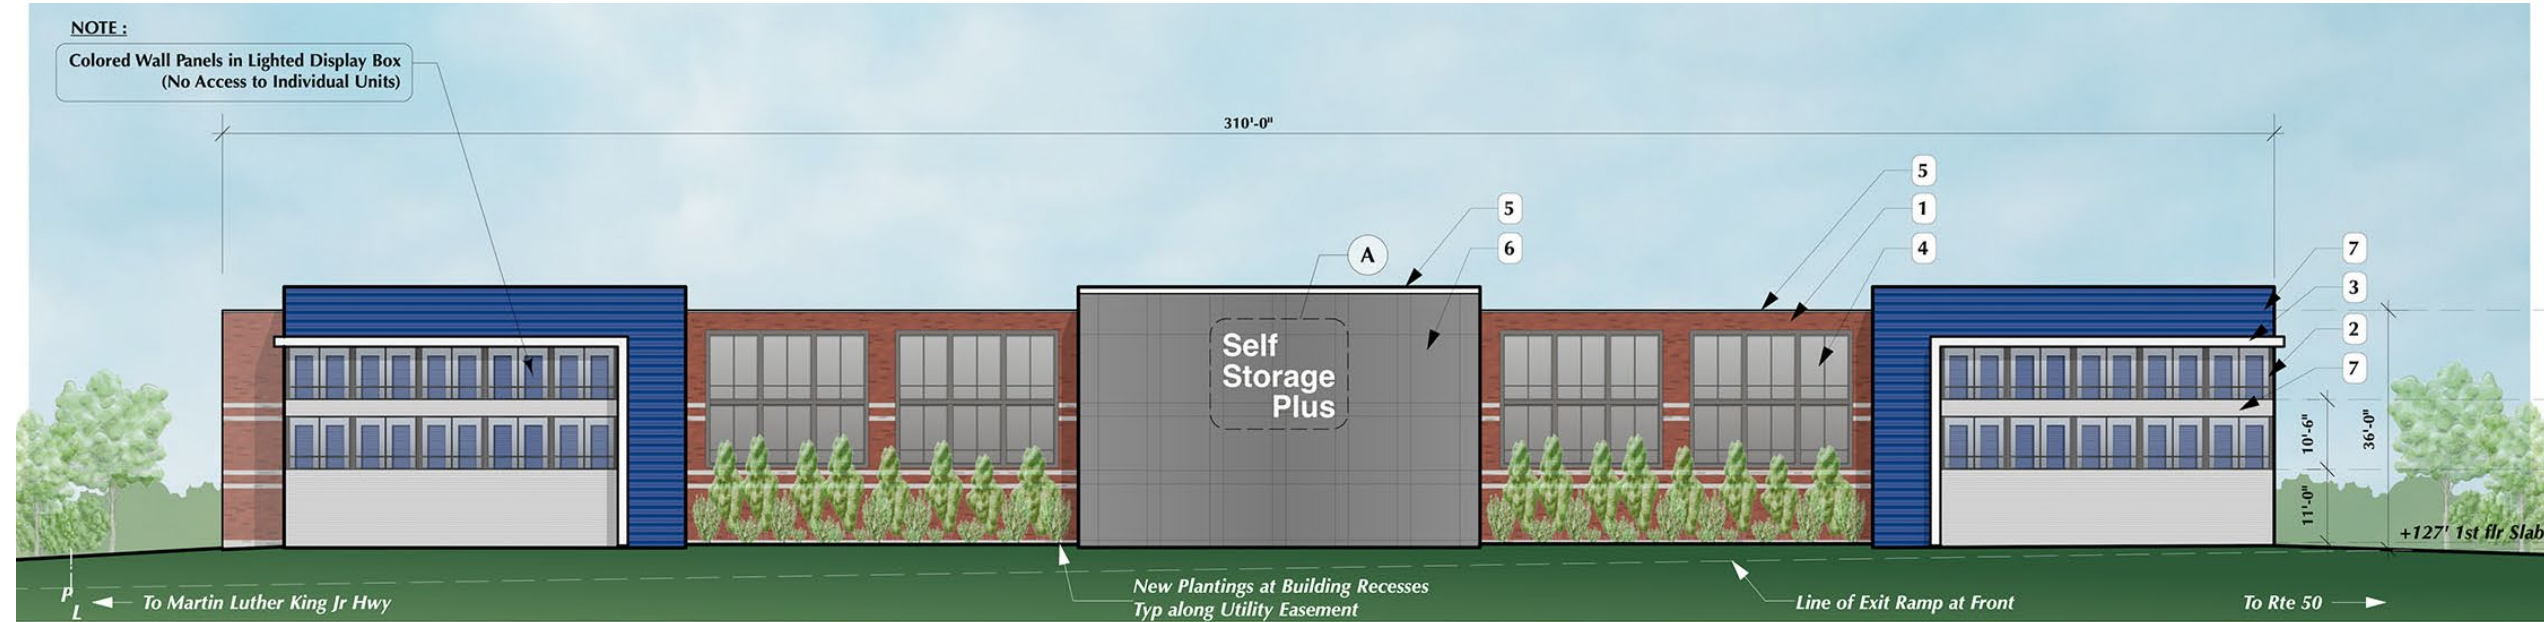 NOTE :
Colored Wall Panels in Lighted Display Box
(No Access to Individual Units)
310'-0"
5
1
4
5
6
A
7
3
2
7
Self
Storage
Plus
10'-6"
36'-0"
11'-0"
+127' 1st flr Slab
New Plantings at Building Recesses
Typ along Utility Easement
P
L
To Martin Luther King Jr Hwy
Line of Exit Ramp at Front
To Rte 50